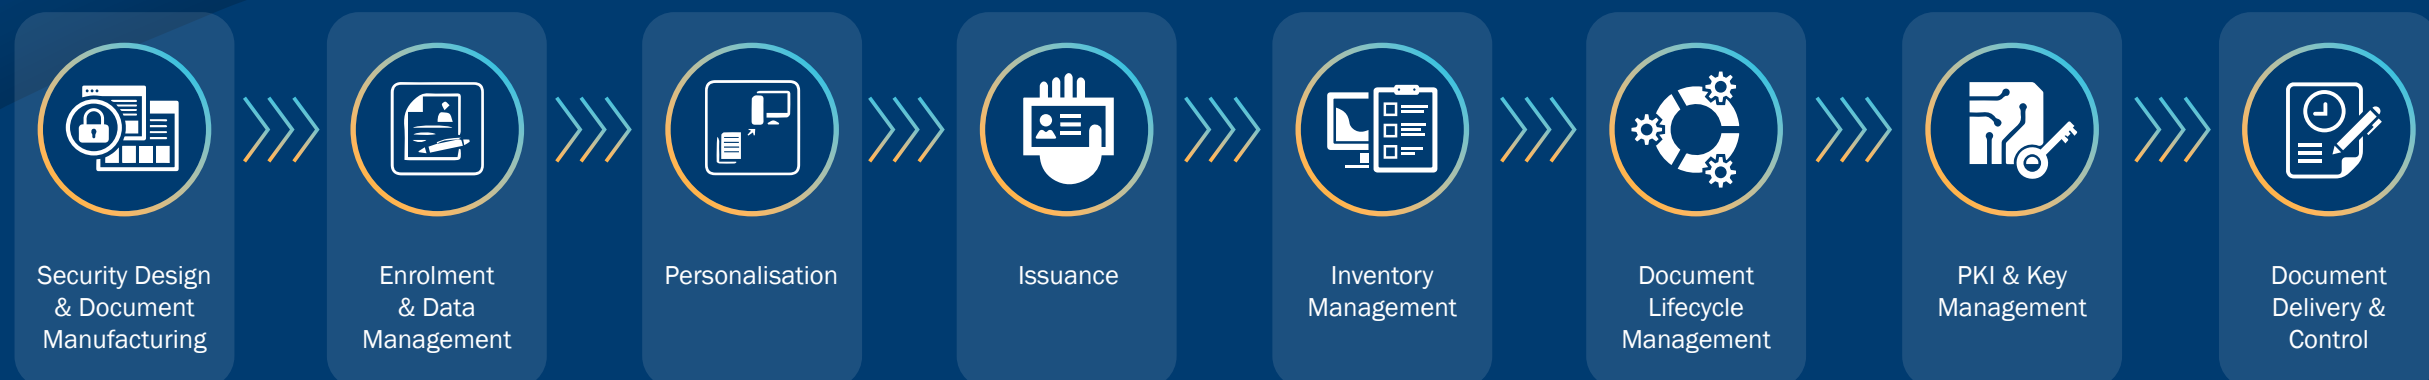 Security Design
& Document
Manufacturing
Enrolment
& Data
Management
Personalisation
Issuance
Inventory
Management
Document
Lifecycle
Management
PKI & Key
Management
Document
Delivery &
Control